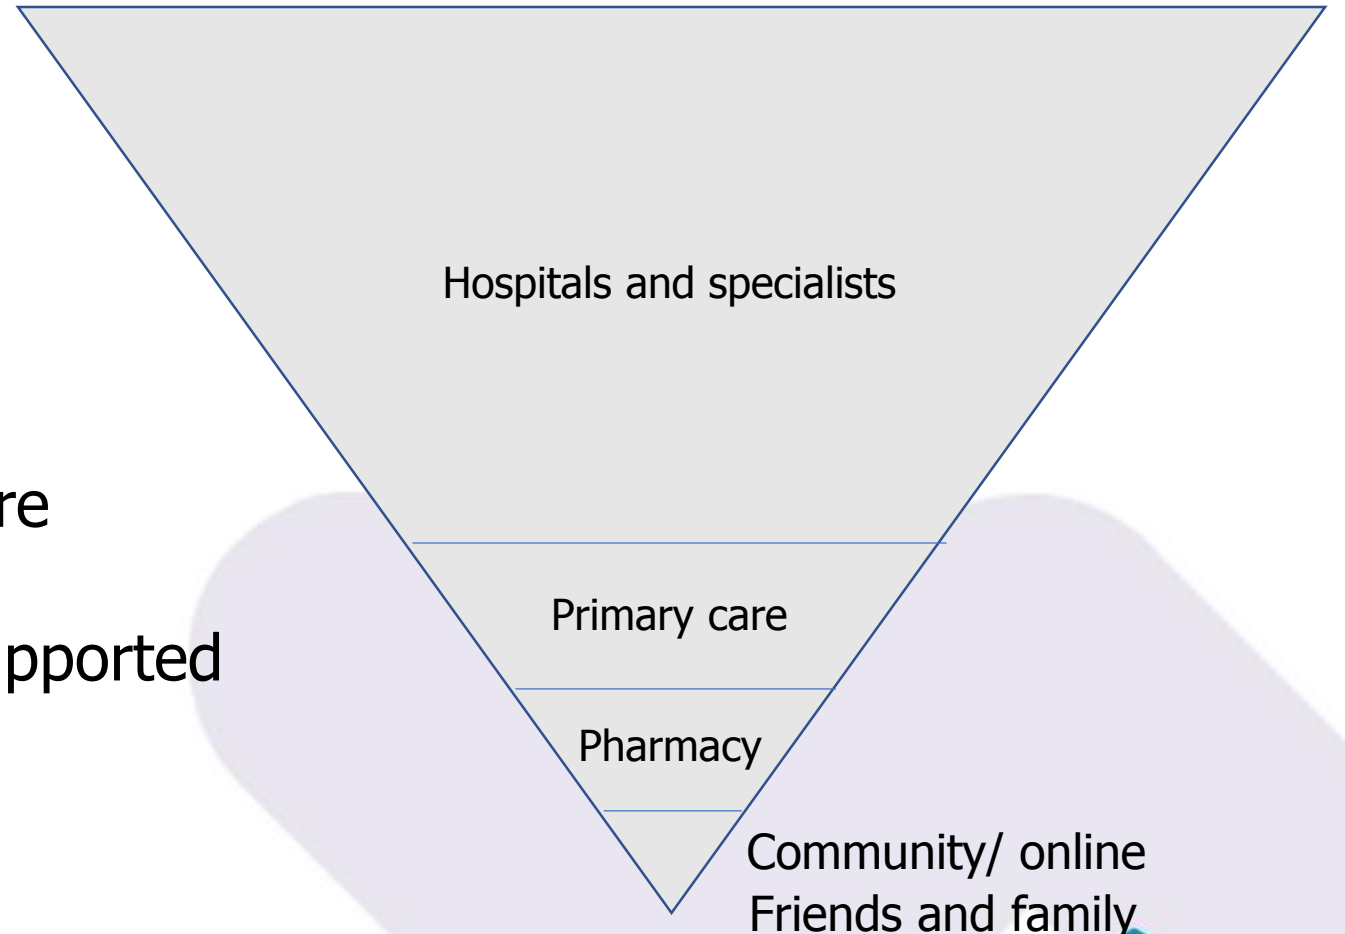 Hospitals and specialists
re
Primary care
pported
Pharmacy
Community/ online
Friends and family